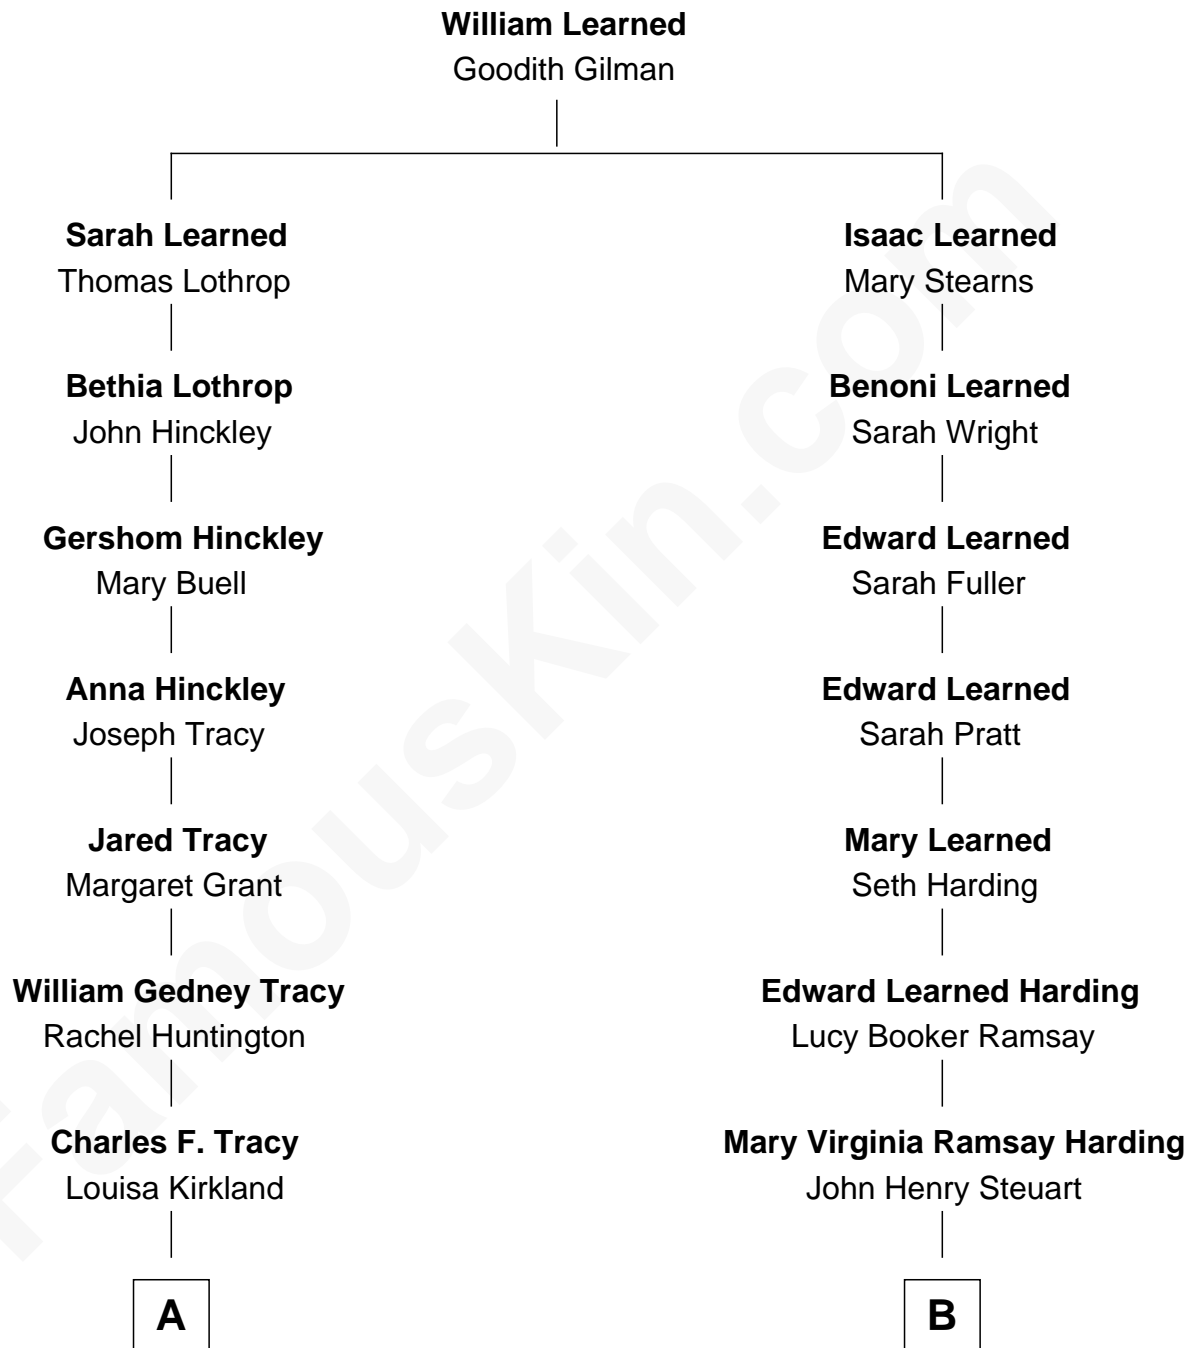 William Learned
Goodith Gilman
Sarah Learned
Thomas Lothrop
Isaac Learned
Mary Stearns
Bethia Lothrop
John Hinckley
Benoni Learned
Sarah Wright
Gershom Hinckley
Mary Buell
Edward Learned
Sarah Fuller
Anna Hinckley
Joseph Tracy
Edward Learned
Sarah Pratt
Jared Tracy
Margaret Grant
Mary Learned
Seth Harding
William Gedney Tracy
Rachel Huntington
Edward Learned Harding
Lucy Booker Ramsay
Charles F. Tracy
Louisa Kirkland
Mary Virginia Ramsay Harding
John Henry Steuart
A
B
FamousKin.com